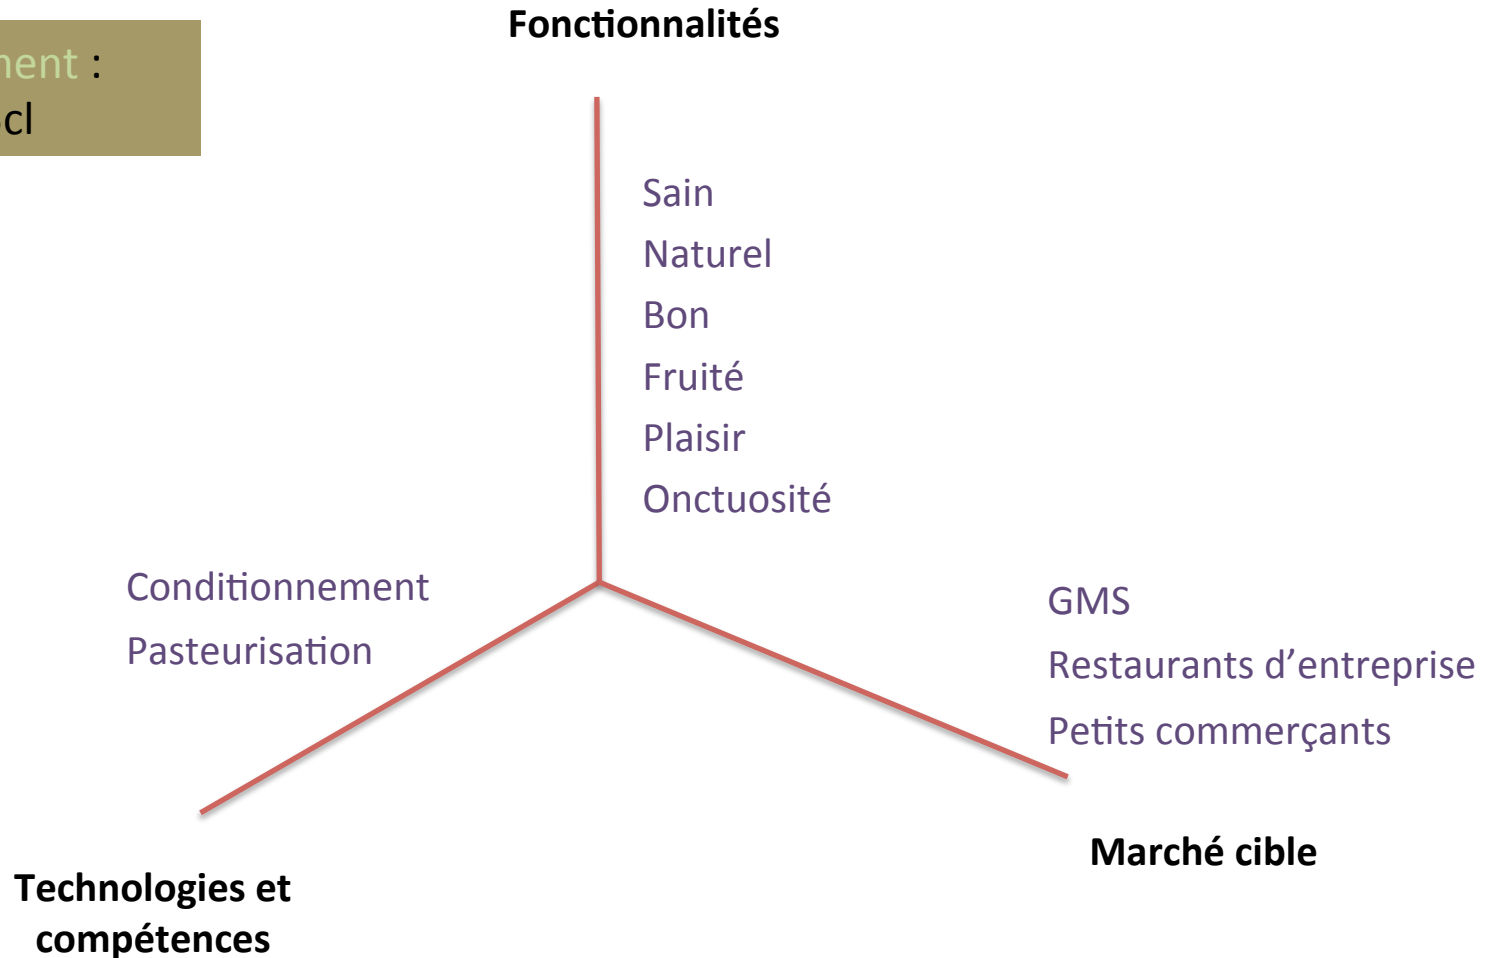 Fonctionnalités
:
cl
Sain
Naturel
Bon
Fruité
Plaisir
Onctuosité
Conditionnement
Pasteurisation
GMS
Restaurants d’entreprise
Petits commerçants
Marché cible
Technologies et
compétences